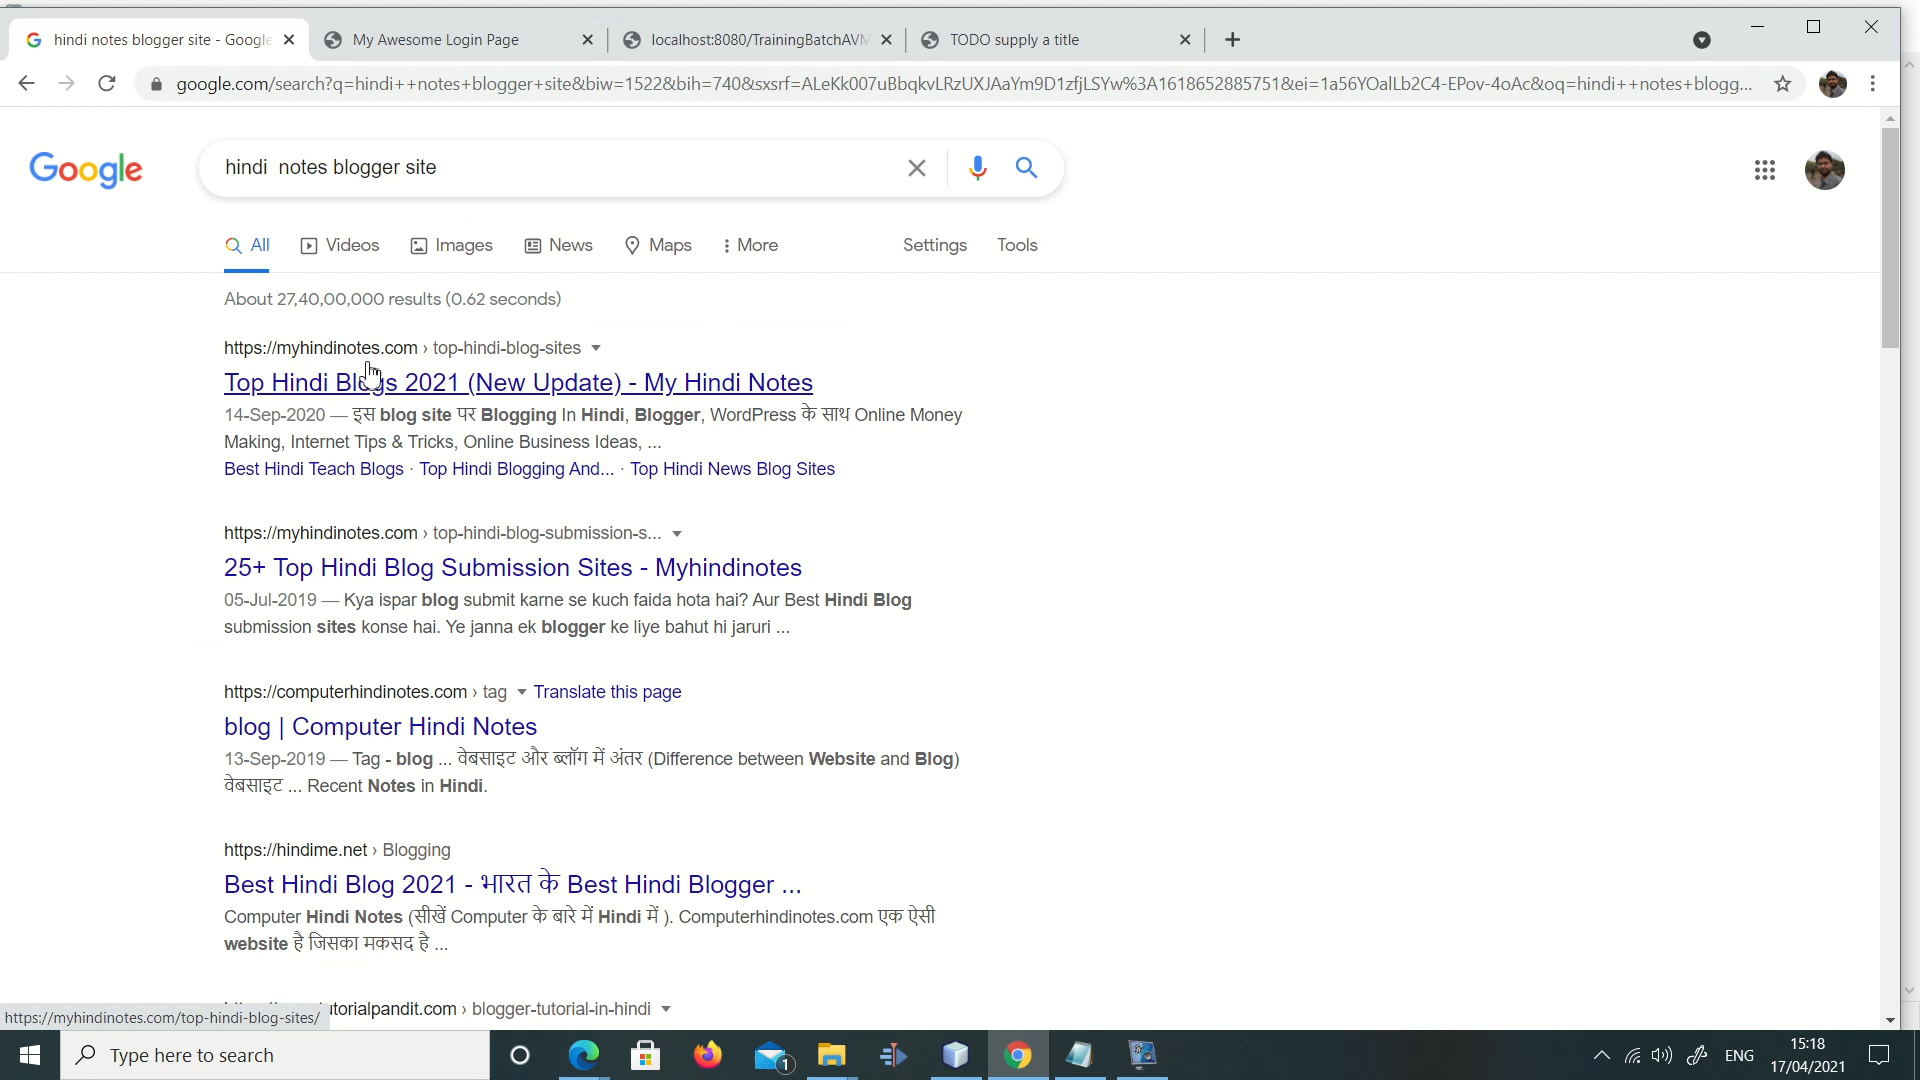 hindi notes blogger site - Google
My Awesome Login Page
localhost:8080/TrainingBatchAVM
TODO supply a title
google.com/search?q=hindi++notes+blogger+site&biw=1522&bih=740&sxsrf=ALeKk007uBbqkvLRzUXJAaYm9D1zfjLSYw%3A1618652885751&ei=1a56YOalLb2C4-EPov-4oAc&oq=hindi++notes+blogg...
Google
hindi  notes blogger site
All
Videos
Images
News
Maps
More
Settings
Tools
About 27,40,00,000 results (0.62 seconds)
https://myhindinotes.com › top-hindi-blog-sites
Top Hindi Blogs 2021 (New Update) - My Hindi Notes
14-Sep-2020 — इस blog site पर Blogging In Hindi, Blogger, WordPress के साथ Online Money
Making, Internet Tips & Tricks, Online Business Ideas, ...
Best Hindi Teach Blogs · Top Hindi Blogging And... · Top Hindi News Blog Sites
https://myhindinotes.com › top-hindi-blog-submission-s...
25+ Top Hindi Blog Submission Sites - Myhindinotes
05-Jul-2019 — Kya ispar blog submit karne se kuch faida hota hai? Aur Best Hindi Blog
submission sites konse hai. Ye janna ek blogger ke liye bahut hi jaruri ...
https://computerhindinotes.com › tag Translate this page
blog | Computer Hindi Notes
13-Sep-2019 — Tag - blog ... वेबसाइट और ब्लॉग में अंतर (Difference between Website and Blog)
वेबसाइट ... Recent Notes in Hindi.
https://hindime.net › Blogging
Best Hindi Blog 2021 - भारत के Best Hindi Blogger ...
Computer Hindi Notes (सीखें Computer के बारे में Hindi में ). Computerhindinotes.com एक ऐसी
website है जिसका मकसद है ...
utorialpandit.com › blogger-tutorial-in-hindi
https://myhindinotes.com/top-hindi-blog-sites/
Type here to search
1
ENG
15:18
17/04/2021